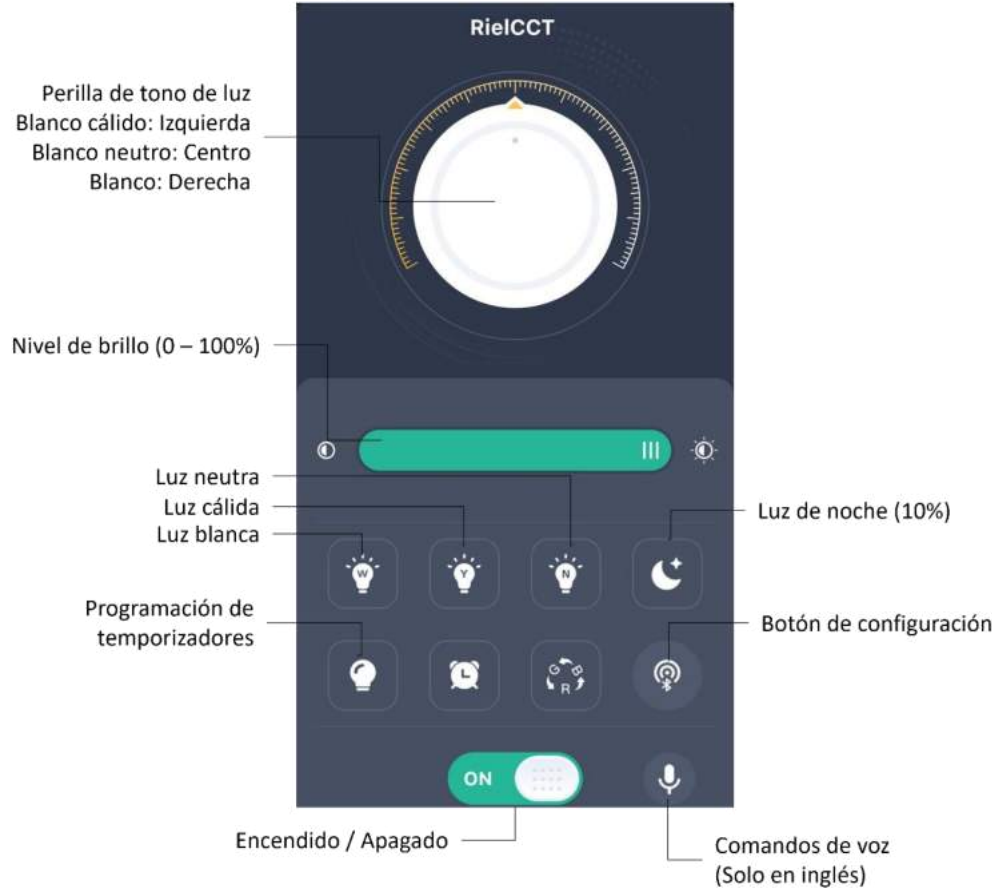 RielCCT
Perilla de tono de luz
Blanco cálido: Izquierda
Blanco neutro: Centro
Blanco: Derecha
Nivel de brillo (0 – 100%)
Luz neutra
Luz cálida
Luz blanca
Luz de noche (10%)
W
Y
N
Programación de
temporizadores
Botón de configuración
G B
R
ON
Encendido / Apagado
Comandos de voz
(Solo en inglés)